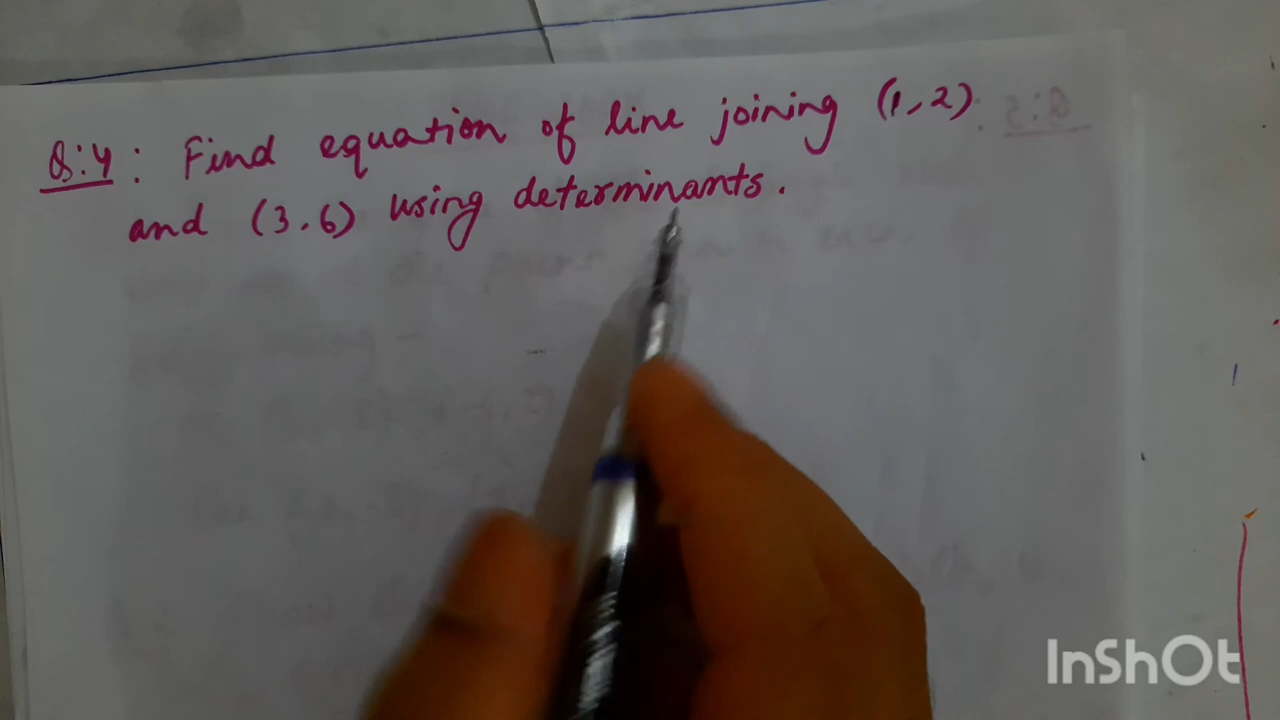 Q:4: Find equation of line joining (1,2)
and (3,6) using determinants.
InShOt